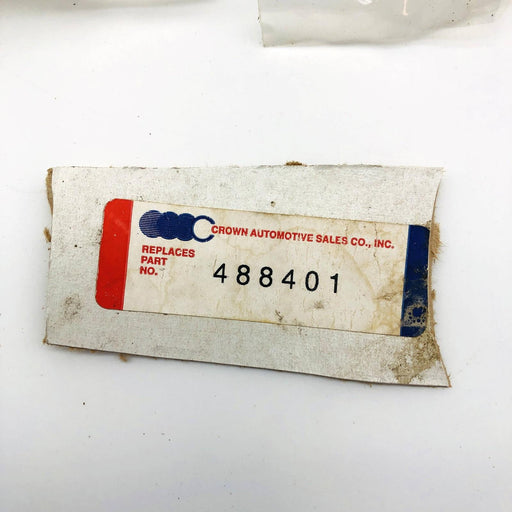 CROWN AUTOMOTIVE SALES CO., INC.
REPLACES
PART
NO.
488401